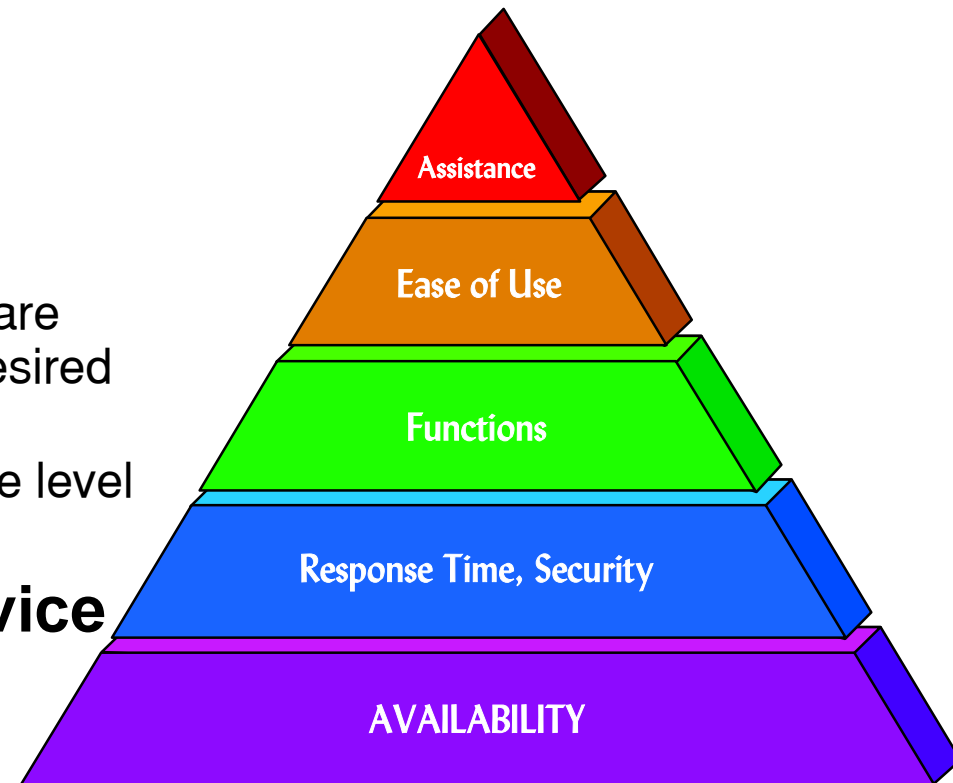 Assistance
Ease of Use
are
esired
Functions
e level
Response Time, Security
vice
AVAILABILITY